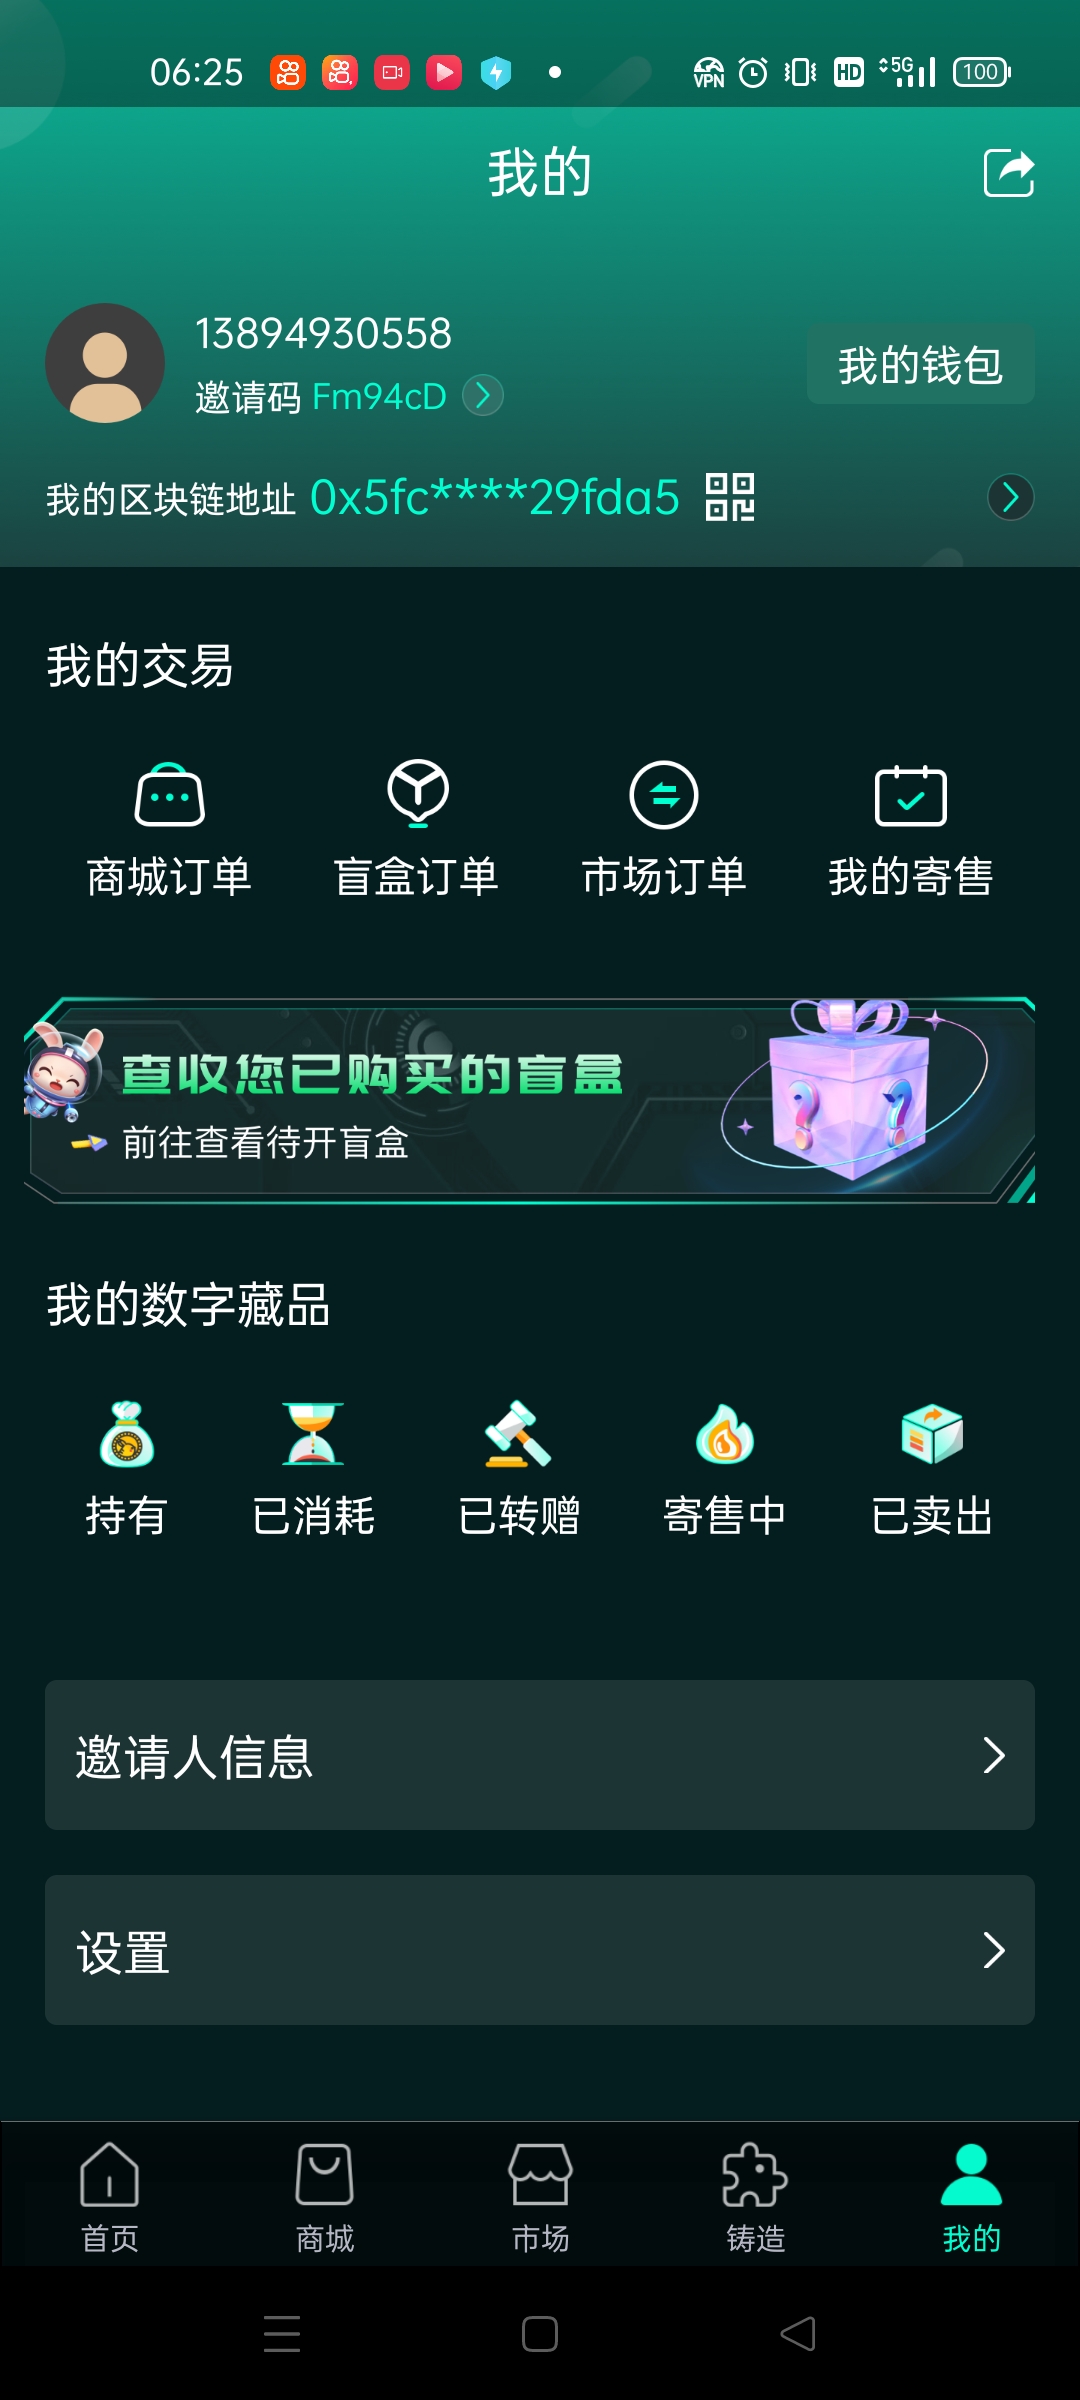 06:25
VPN HD 5G 100
我的
13894930558
邀请码 Fm94cD
我的钱包
我的区块链地址 0x5fc****29fda5
我的交易
商城订单 盲盒订单 市场订单 我的寄售
查收您已购买的盲盒
前往查看待开盲盒
我的数字藏品
持有 已消耗 已转赠 寄售中 已卖出
邀请人信息
设置
首页 商城 市场 铸造 我的